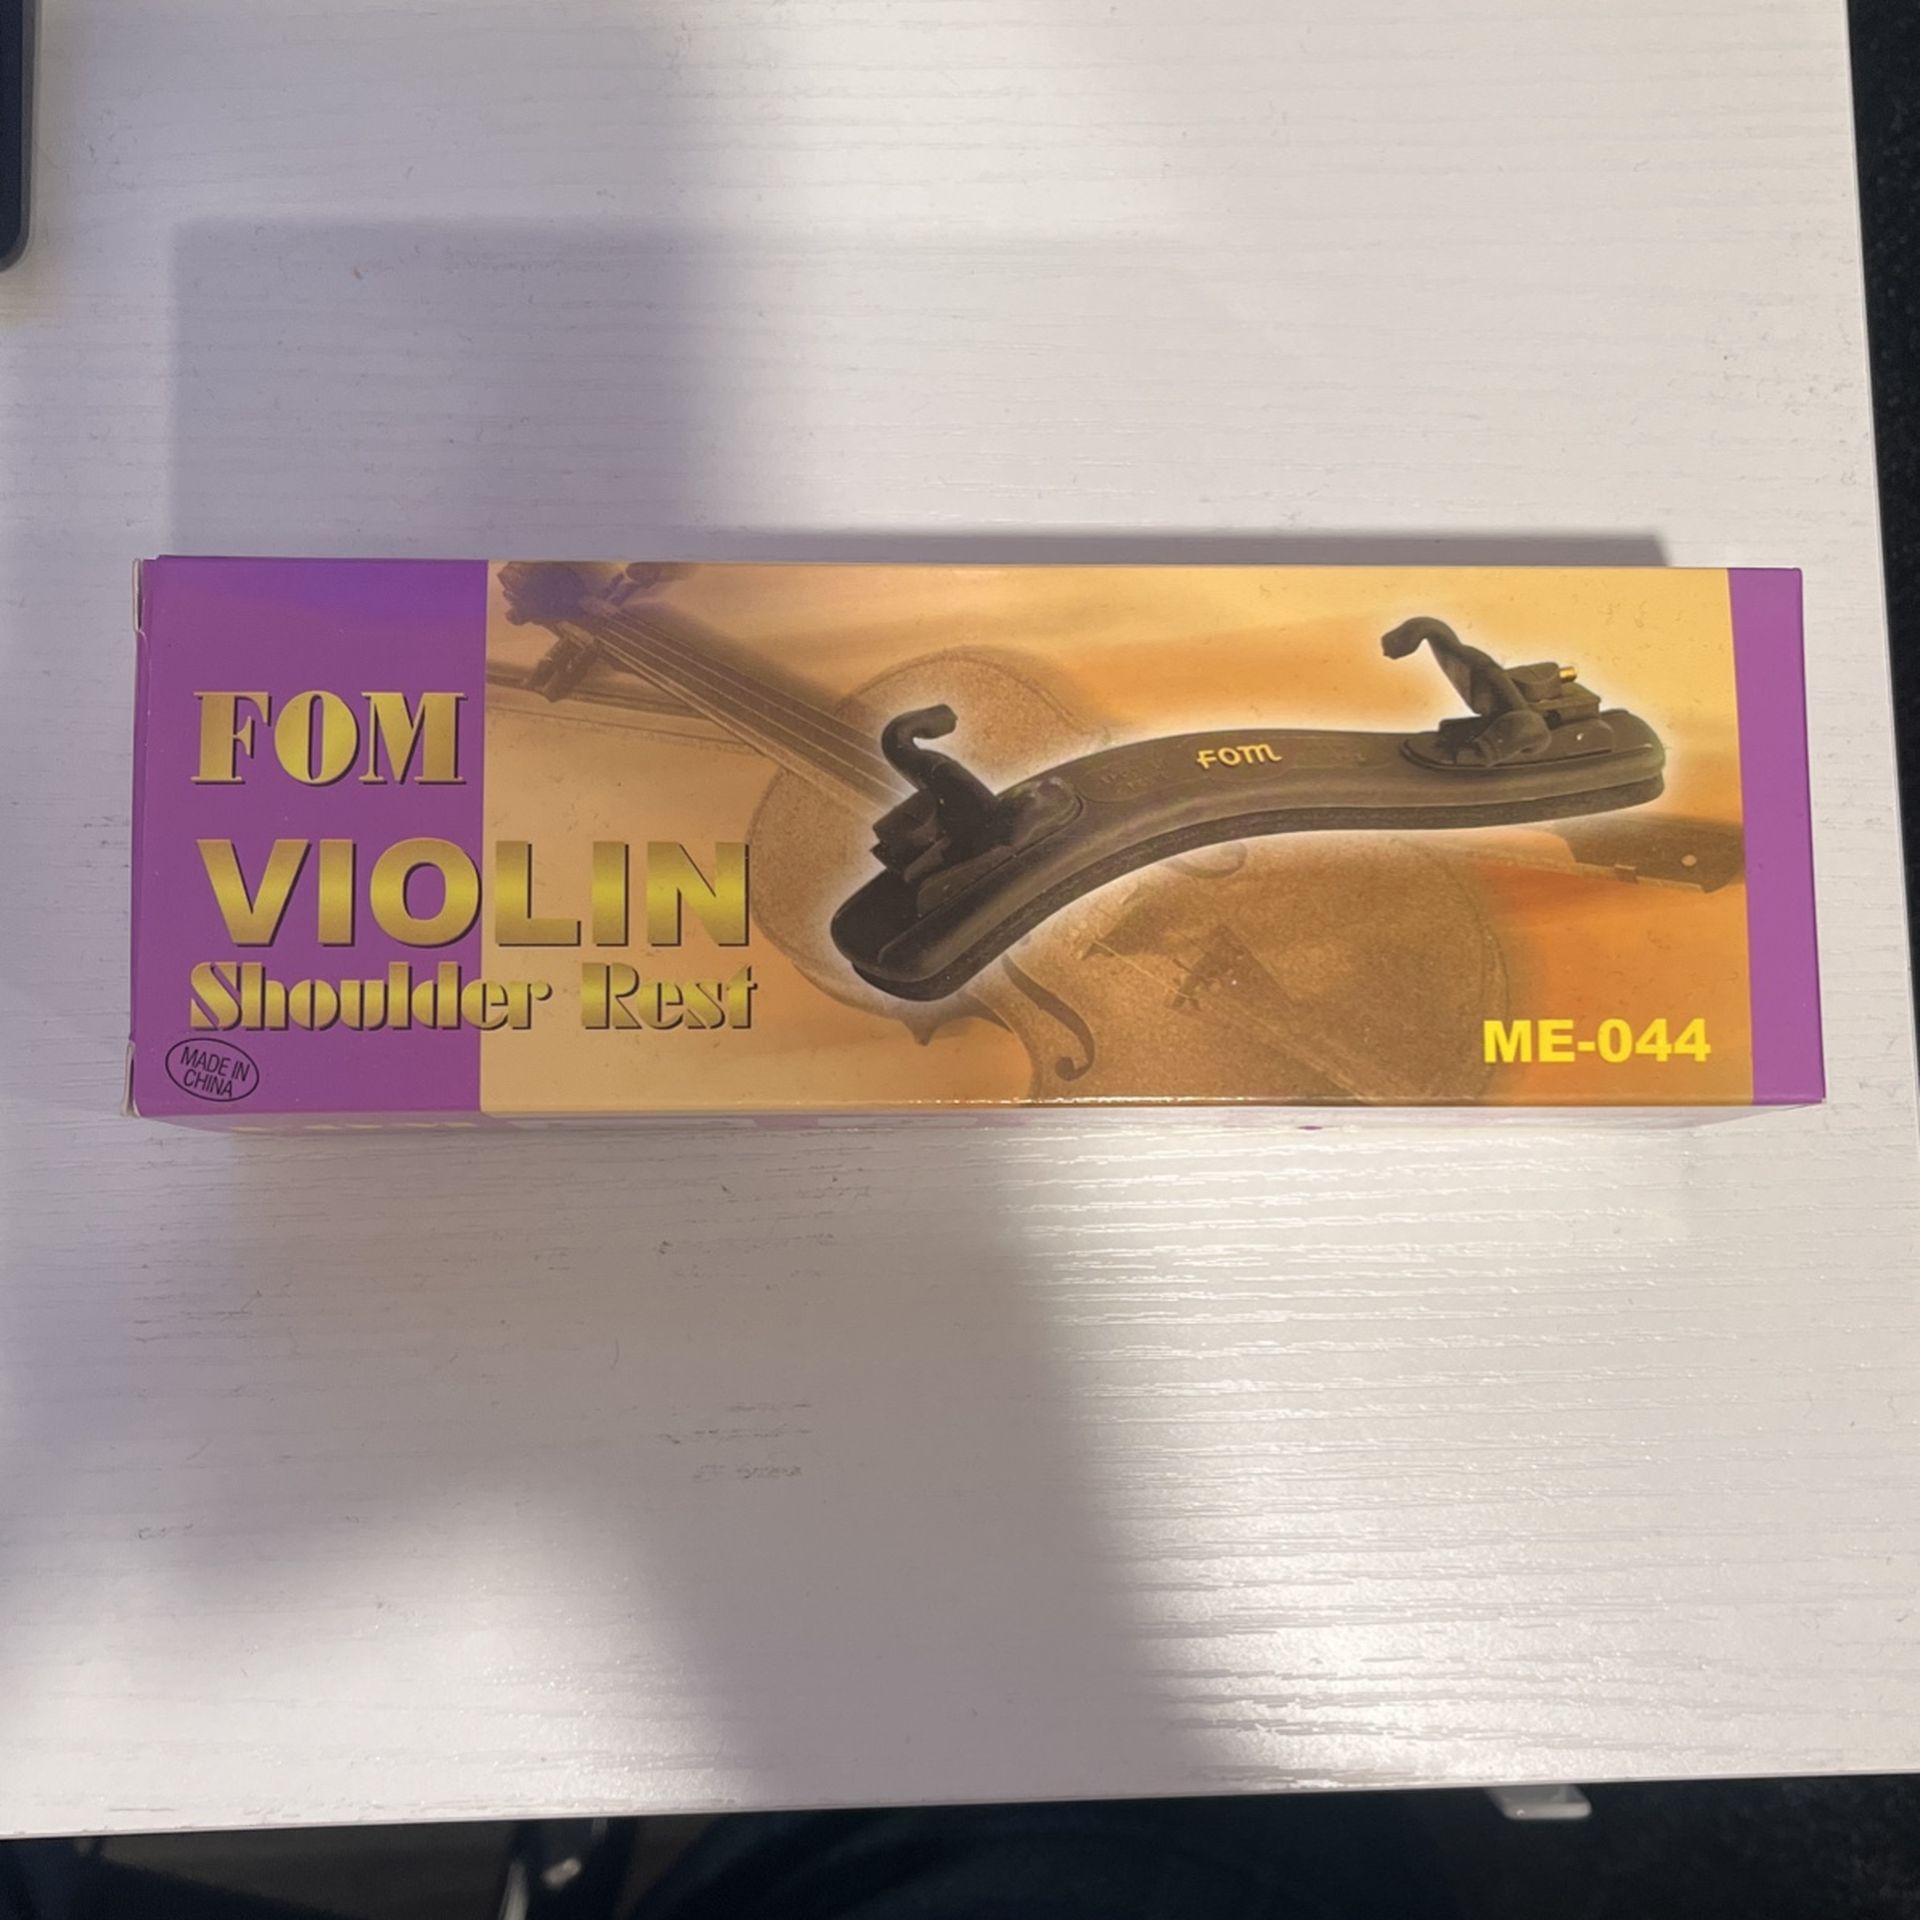 FOM
VIOLIN
Shoulder Rest
MADE IN
CHINA
FOM
ME-044